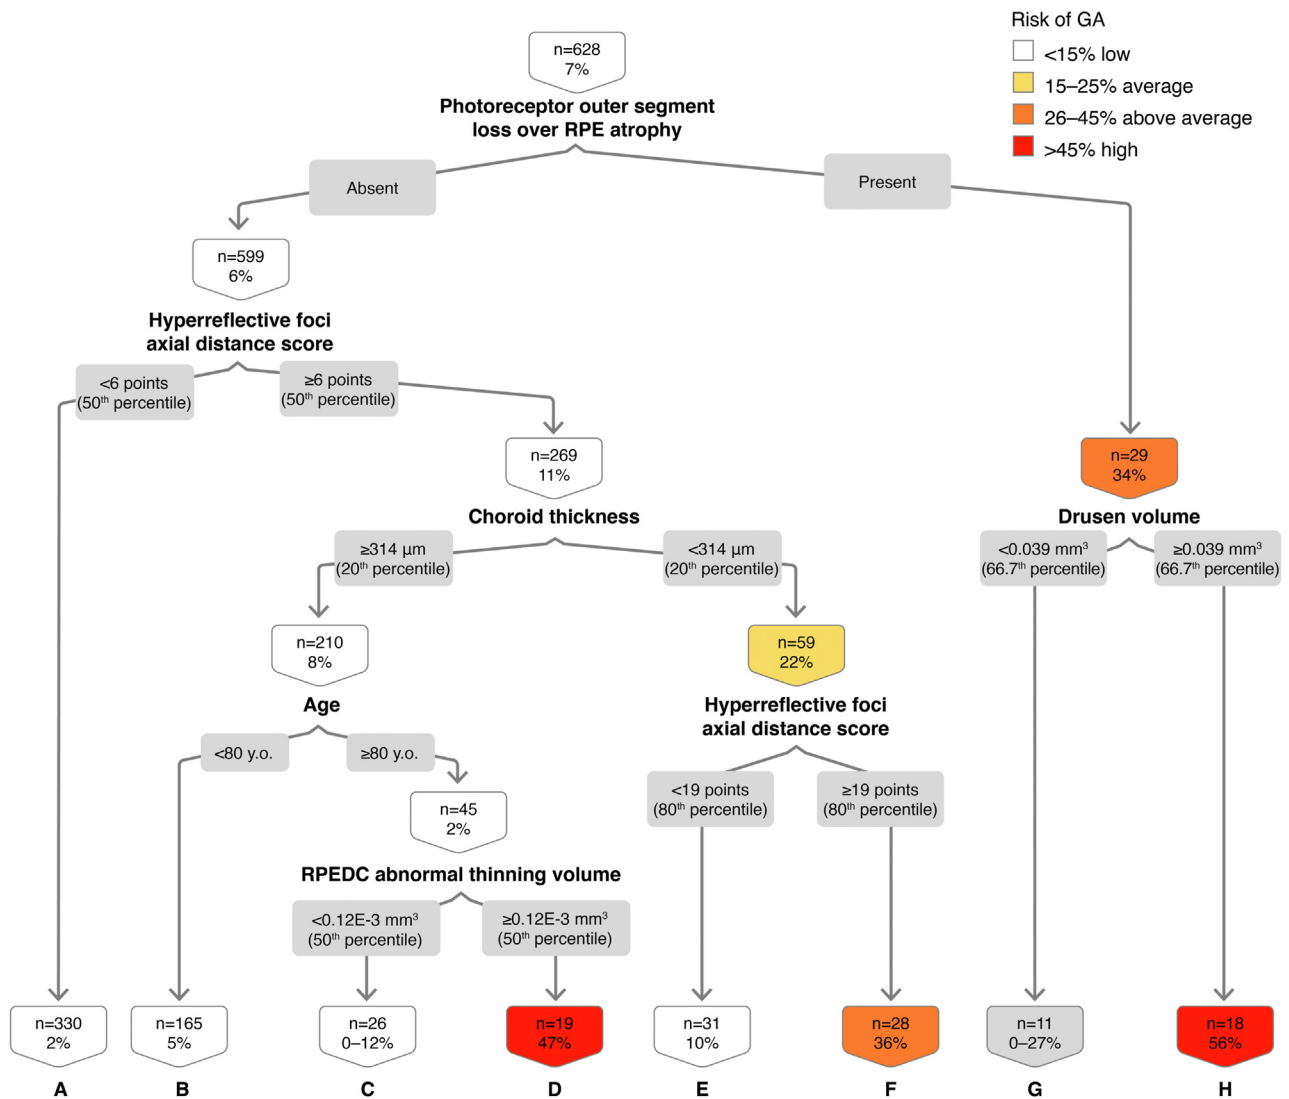 Risk of GA
<15% low
15–25% average
26–45% above average
>45% high
n=628
7%
Photoreceptor outer segment
loss over RPE atrophy
Absent
Present
n=599
6%
Hyperreflective foci
axial distance score
<6 points
(50th percentile)
≥6 points
(50th percentile)
n=269
11%
n=29
34%
Choroid thickness
Drusen volume
≥314 µm
(20th percentile)
<314 µm
(20th percentile)
<0.039 mm³
(66.7th percentile)
≥0.039 mm³
(66.7th percentile)
n=210
8%
n=59
22%
Age
Hyperreflective foci
axial distance score
<80 y.o.
≥80 y.o.
<19 points
(80th percentile)
≥19 points
(80th percentile)
n=45
2%
RPEDC abnormal thinning volume
<0.12E-3 mm³
(50th percentile)
≥0.12E-3 mm³
(50th percentile)
n=330
2%
n=165
5%
n=26
0–12%
n=19
47%
n=31
10%
n=28
36%
n=11
0–27%
n=18
56%
A
B
C
D
E
F
G
H